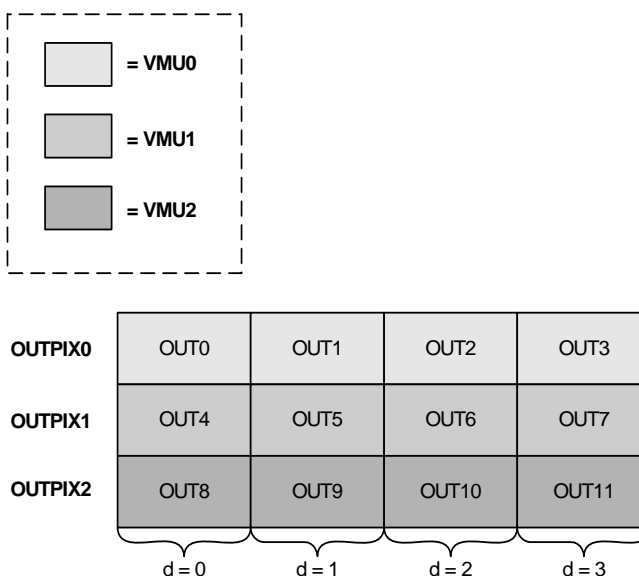 = VMU0
= VMU1
= VMU2
OUTPIX0 OUT0 OUT1 OUT2 OUT3
OUTPIX1 OUT4 OUT5 OUT6 OUT7
OUTPIX2 OUT8 OUT9 OUT10 OUT11
d = 0 d = 1 d = 2 d = 3